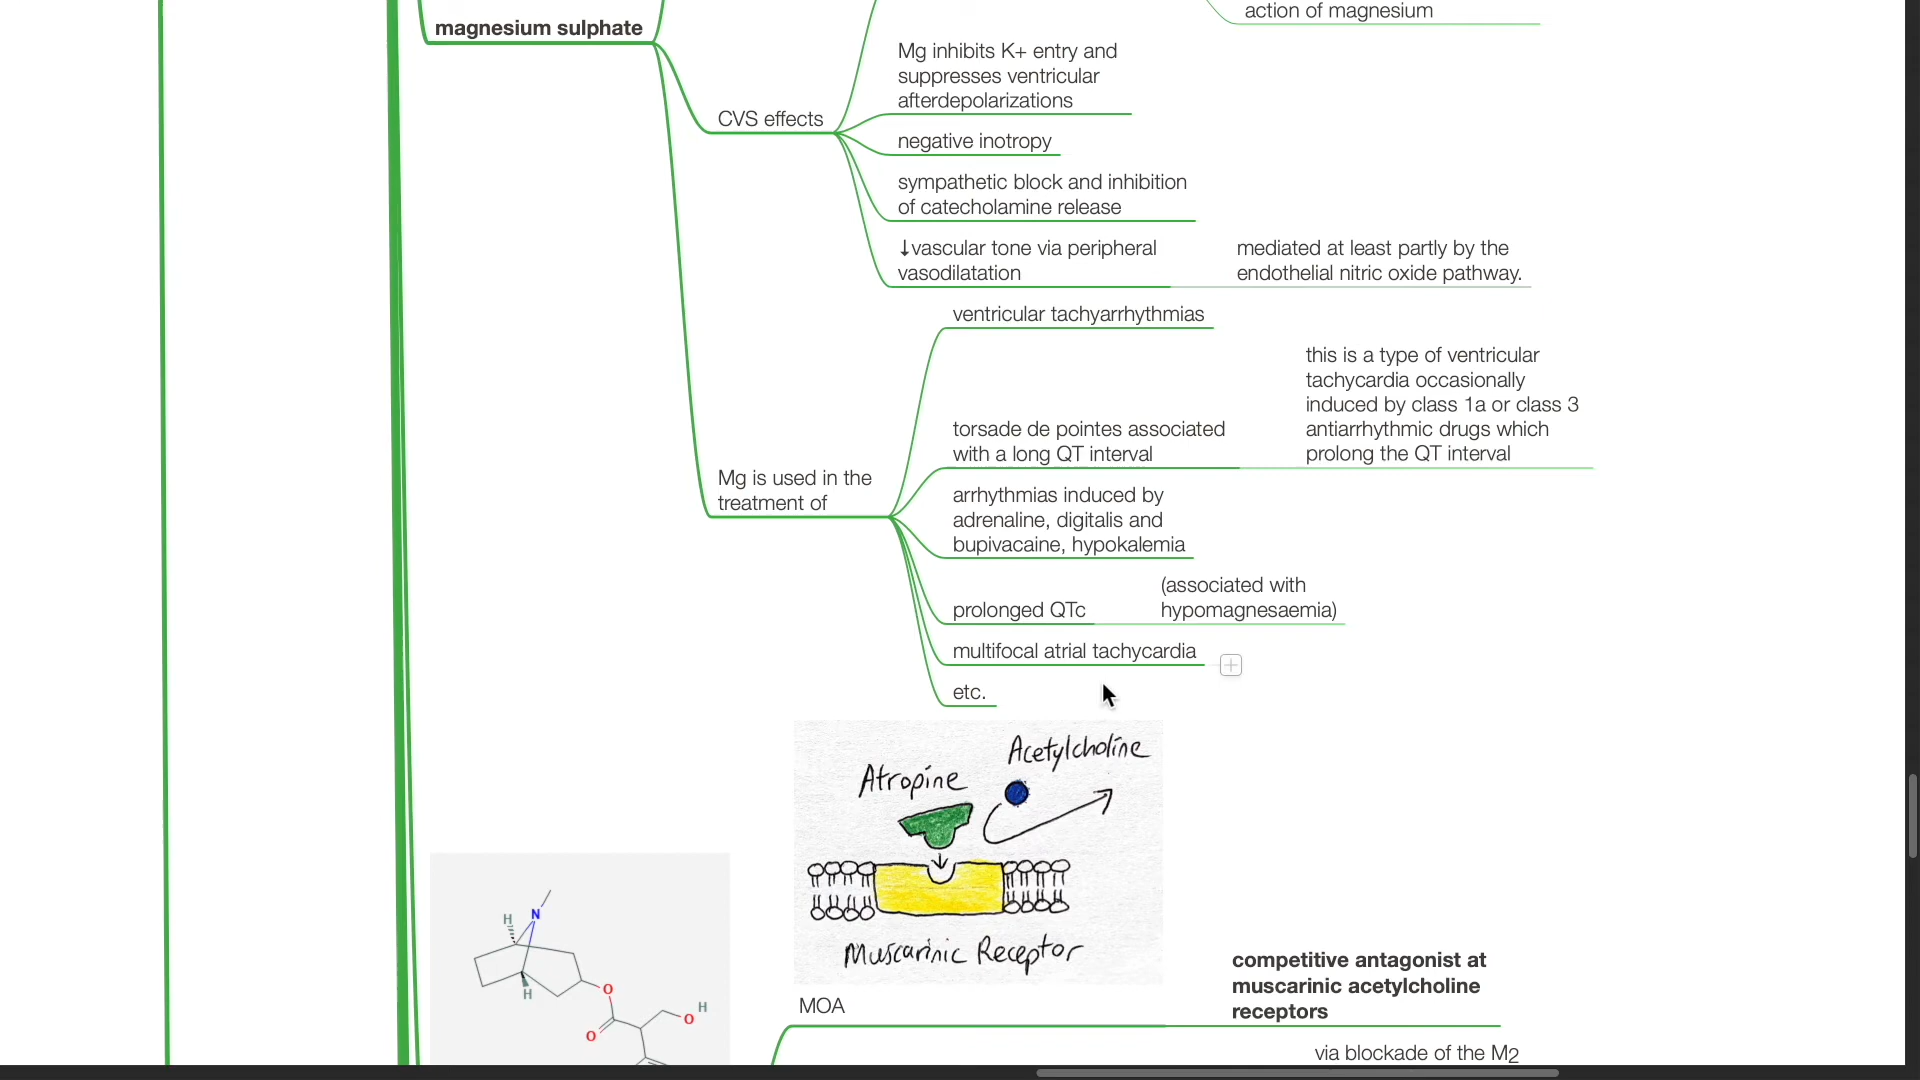 action of magnesium
magnesium sulphate
Mg inhibits K+ entry and
suppresses ventricular
afterdepolarizations
CVS effects
negative inotropy
sympathetic block and inhibition
of catecholamine release
↓vascular tone via peripheral
vasodilatation
mediated at least partly by the
endothelial nitric oxide pathway.
ventricular tachyarrhythmias
this is a type of ventricular
tachycardia occasionally
induced by class 1a or class 3
antiarrhythmic drugs which
prolong the QT interval
torsade de pointes associated
with a long QT interval
Mg is used in the
treatment of
arrhythmias induced by
adrenaline, digitalis and
bupivacaine, hypokalemia
prolonged QTc
(associated with
hypomagnesaemia)
multifocal atrial tachycardia
etc.
Acetylcholine
Atropine
Muscarinic Receptor
H
N
H
O
O
O
H
MOA
competitive antagonist at
muscarinic acetylcholine
receptors
via blockade of the M2